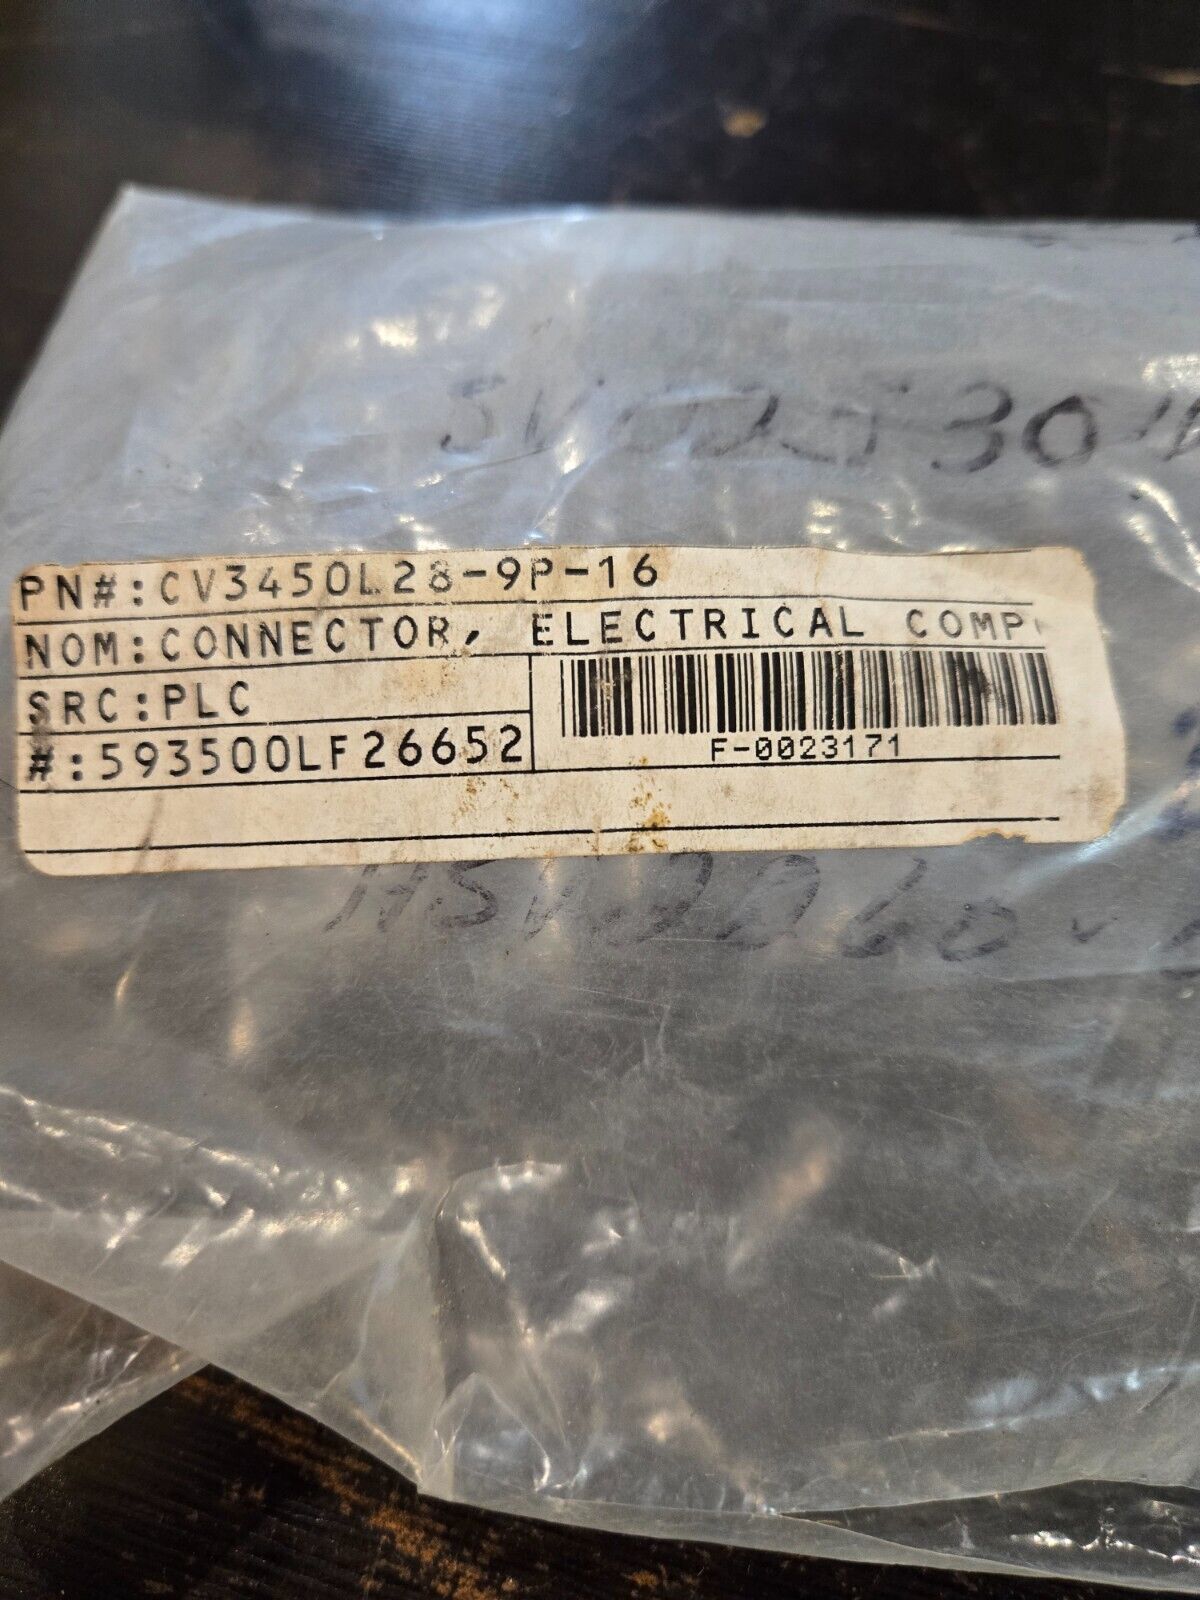 PN#:CV3450L28-9P-16
NOM:CONNECTOR, ELECTRICAL COMP
SRC:PLC
F-0023171
#:593500LF26652